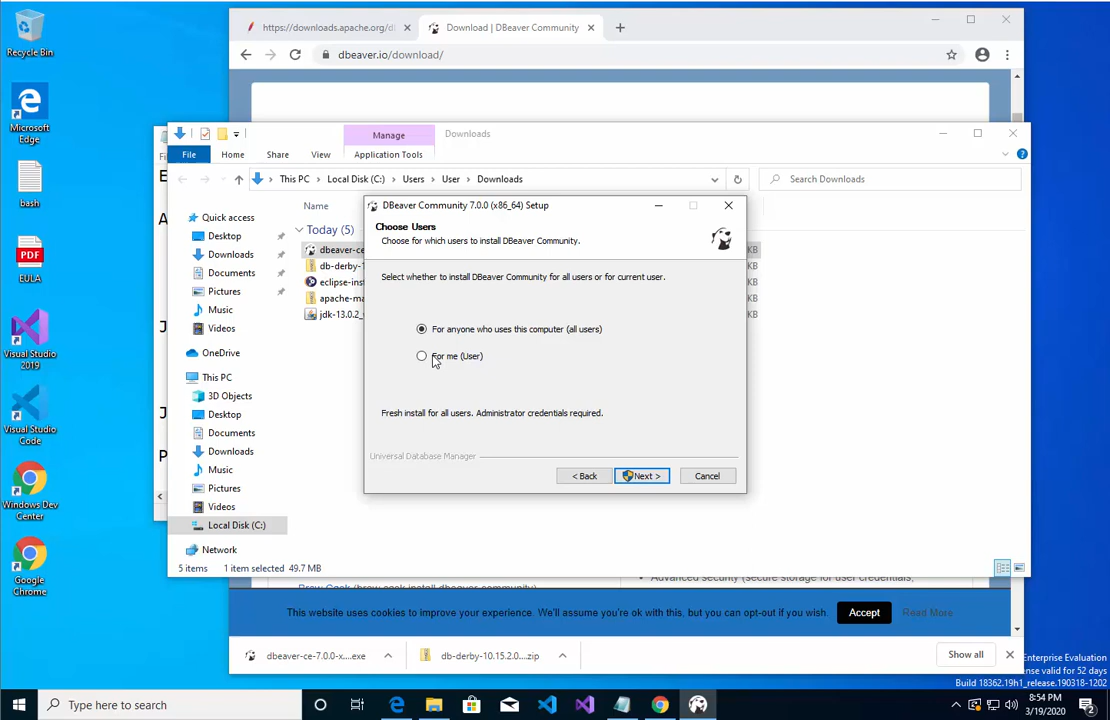 Recycle Bin
Microsoft Edge
bash
EULA
Visual Studio 2019
Visual Studio Code
Windows Dev Center
Google Chrome
https://downloads.apache.org/
Download | DBeaver Community
dbeaver.io/download/
Manage
Downloads
File
Home
Share
View
Application Tools
This PC
Local Disk (C:)
Users
User
Downloads
Search Downloads
Quick access
Desktop
Downloads
Documents
Pictures
Music
Videos
OneDrive
This PC
3D Objects
Desktop
Documents
Downloads
Music
Pictures
Videos
Local Disk (C:)
Network
Name
Today (5)
dbeaver-ce
db-derby-1
eclipse-inst
apache-ma
jdk-13.0.2_
KB
KB
KB
KB
KB
DBeaver Community 7.0.0 (x86_64) Setup
Choose Users
Choose for which users to install DBeaver Community.
Select whether to install DBeaver Community for all users or for current user.
For anyone who uses this computer (all users)
For me (User)
Fresh install for all users. Administrator credentials required.
Universal Database Manager
< Back
Next >
Cancel
5 items
1 item selected 49.7 MB
Advanced security (secure storage for user credentials,
This website uses cookies to improve your experience. We'll assume you're ok with this, but you can opt-out if you wish.
Accept
Read More
dbeaver-ce-7.0.0-x....exe
db-derby-10.15.2.0....zip
Show all
Enterprise Evaluation
ense valid for 52 days
Build 18362.19h1_release.190318-1202
Type here to search
8:54 PM
3/19/2020
2